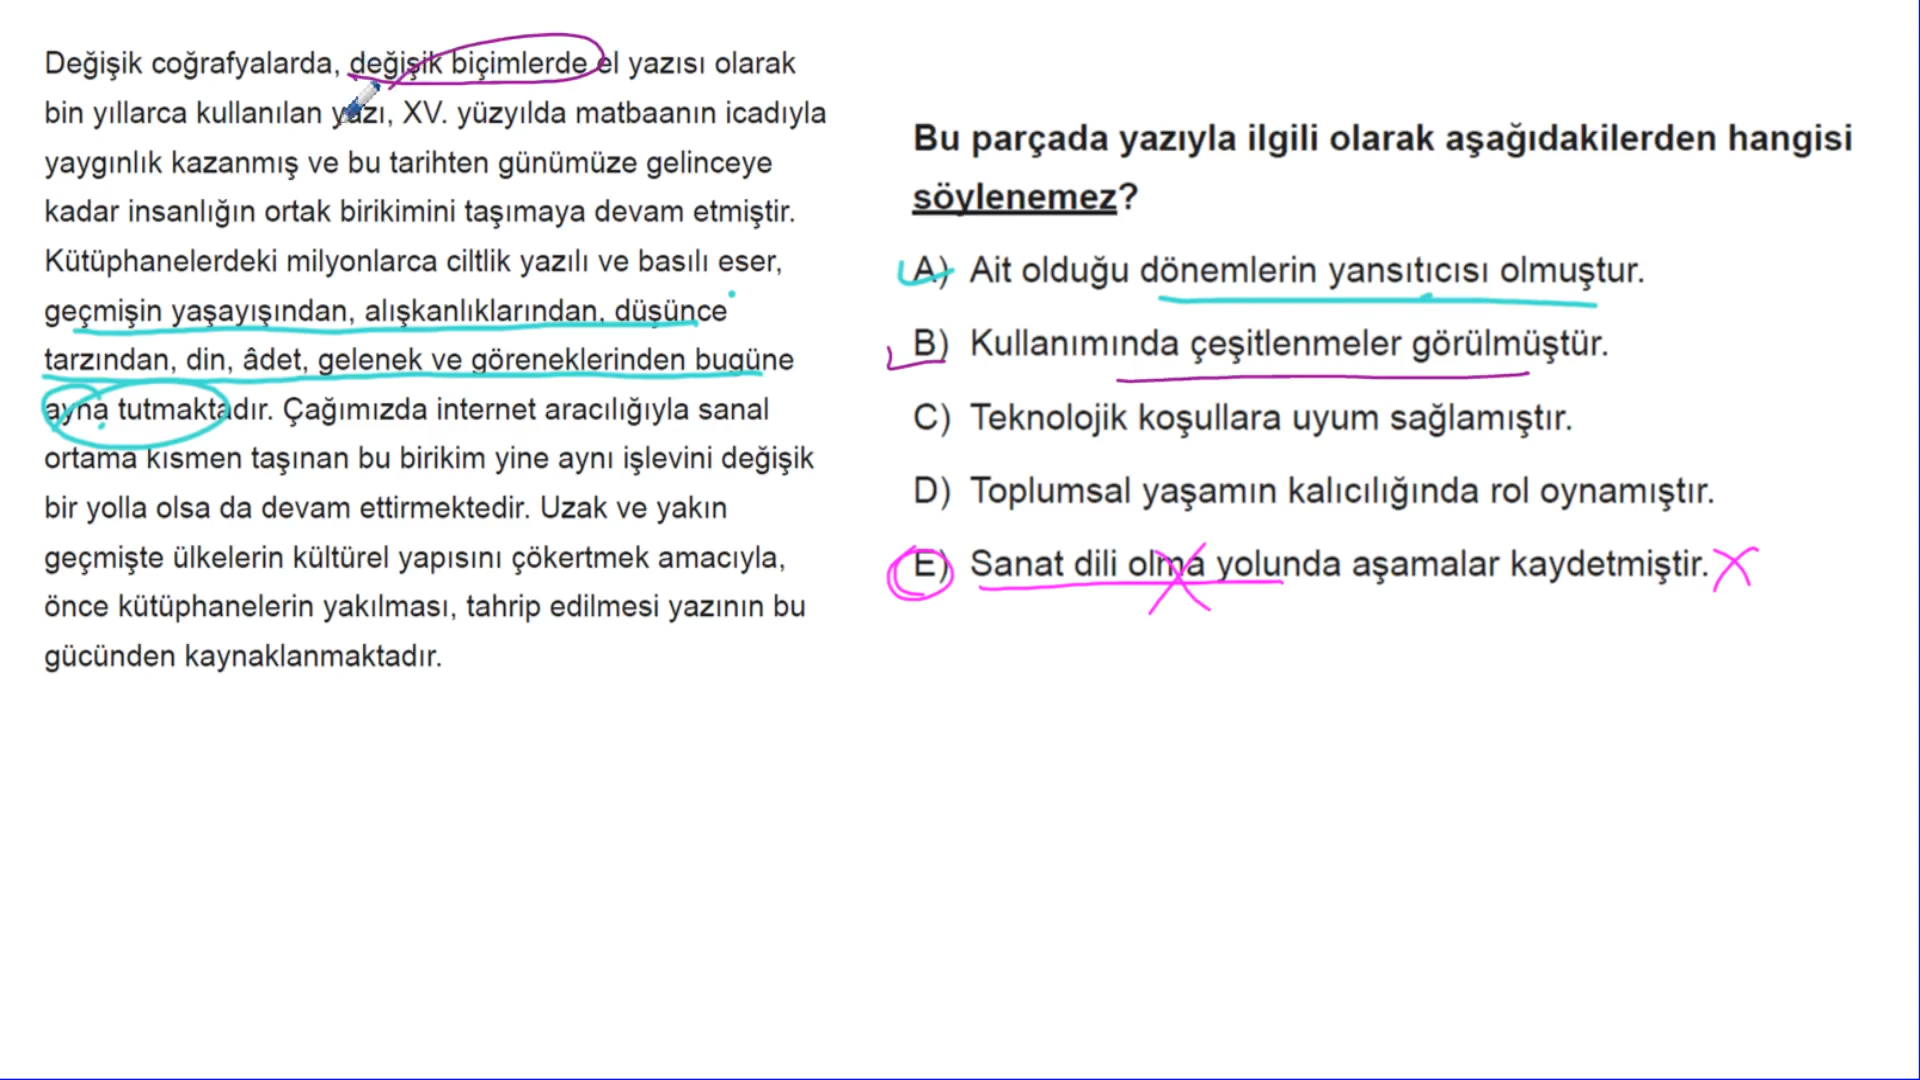 Değişik coğrafyalarda, değişik biçimlerde el yazısı olarak
bin yıllarca kullanılan yazı, XV. yüzyılda matbaanın icadıyla
yaygınlık kazanmış ve bu tarihten günümüze gelinceye
kadar insanlığın ortak birikimini taşımaya devam etmiştir.
Kütüphanelerdeki milyonlarca ciltlik yazılı ve basılı eser,
geçmişin yaşayışından, alışkanlıklarından, düşünce
tarzından, din, âdet, gelenek ve göreneklerinden bugüne
ayna tutmaktadır. Çağımızda internet aracılığıyla sanal
ortama kısmen taşınan bu birikim yine aynı işlevini değişik
bir yolla olsa da devam ettirmektedir. Uzak ve yakın
geçmişte ülkelerin kültürel yapısını çökertmek amacıyla,
önce kütüphanelerin yakılması, tahrip edilmesi yazının bu
gücünden kaynaklanmaktadır.
Bu parçada yazıyla ilgili olarak aşağıdakilerden hangisi
söylenemez?
A) Ait olduğu dönemlerin yansıtıcısı olmuştur.
B) Kullanımında çeşitlenmeler görülmüştür.
C) Teknolojik koşullara uyum sağlamıştır.
D) Toplumsal yaşamın kalıcılığında rol oynamıştır.
E) Sanat dili olma yolunda aşamalar kaydetmiştir.